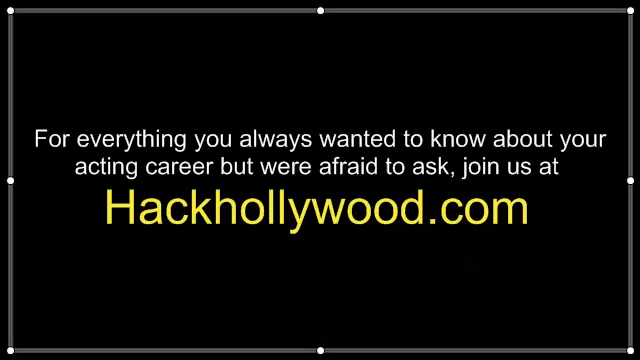 For everything you always wanted to know about your
acting career but were afraid to ask, join us at
Hackhollywood.com